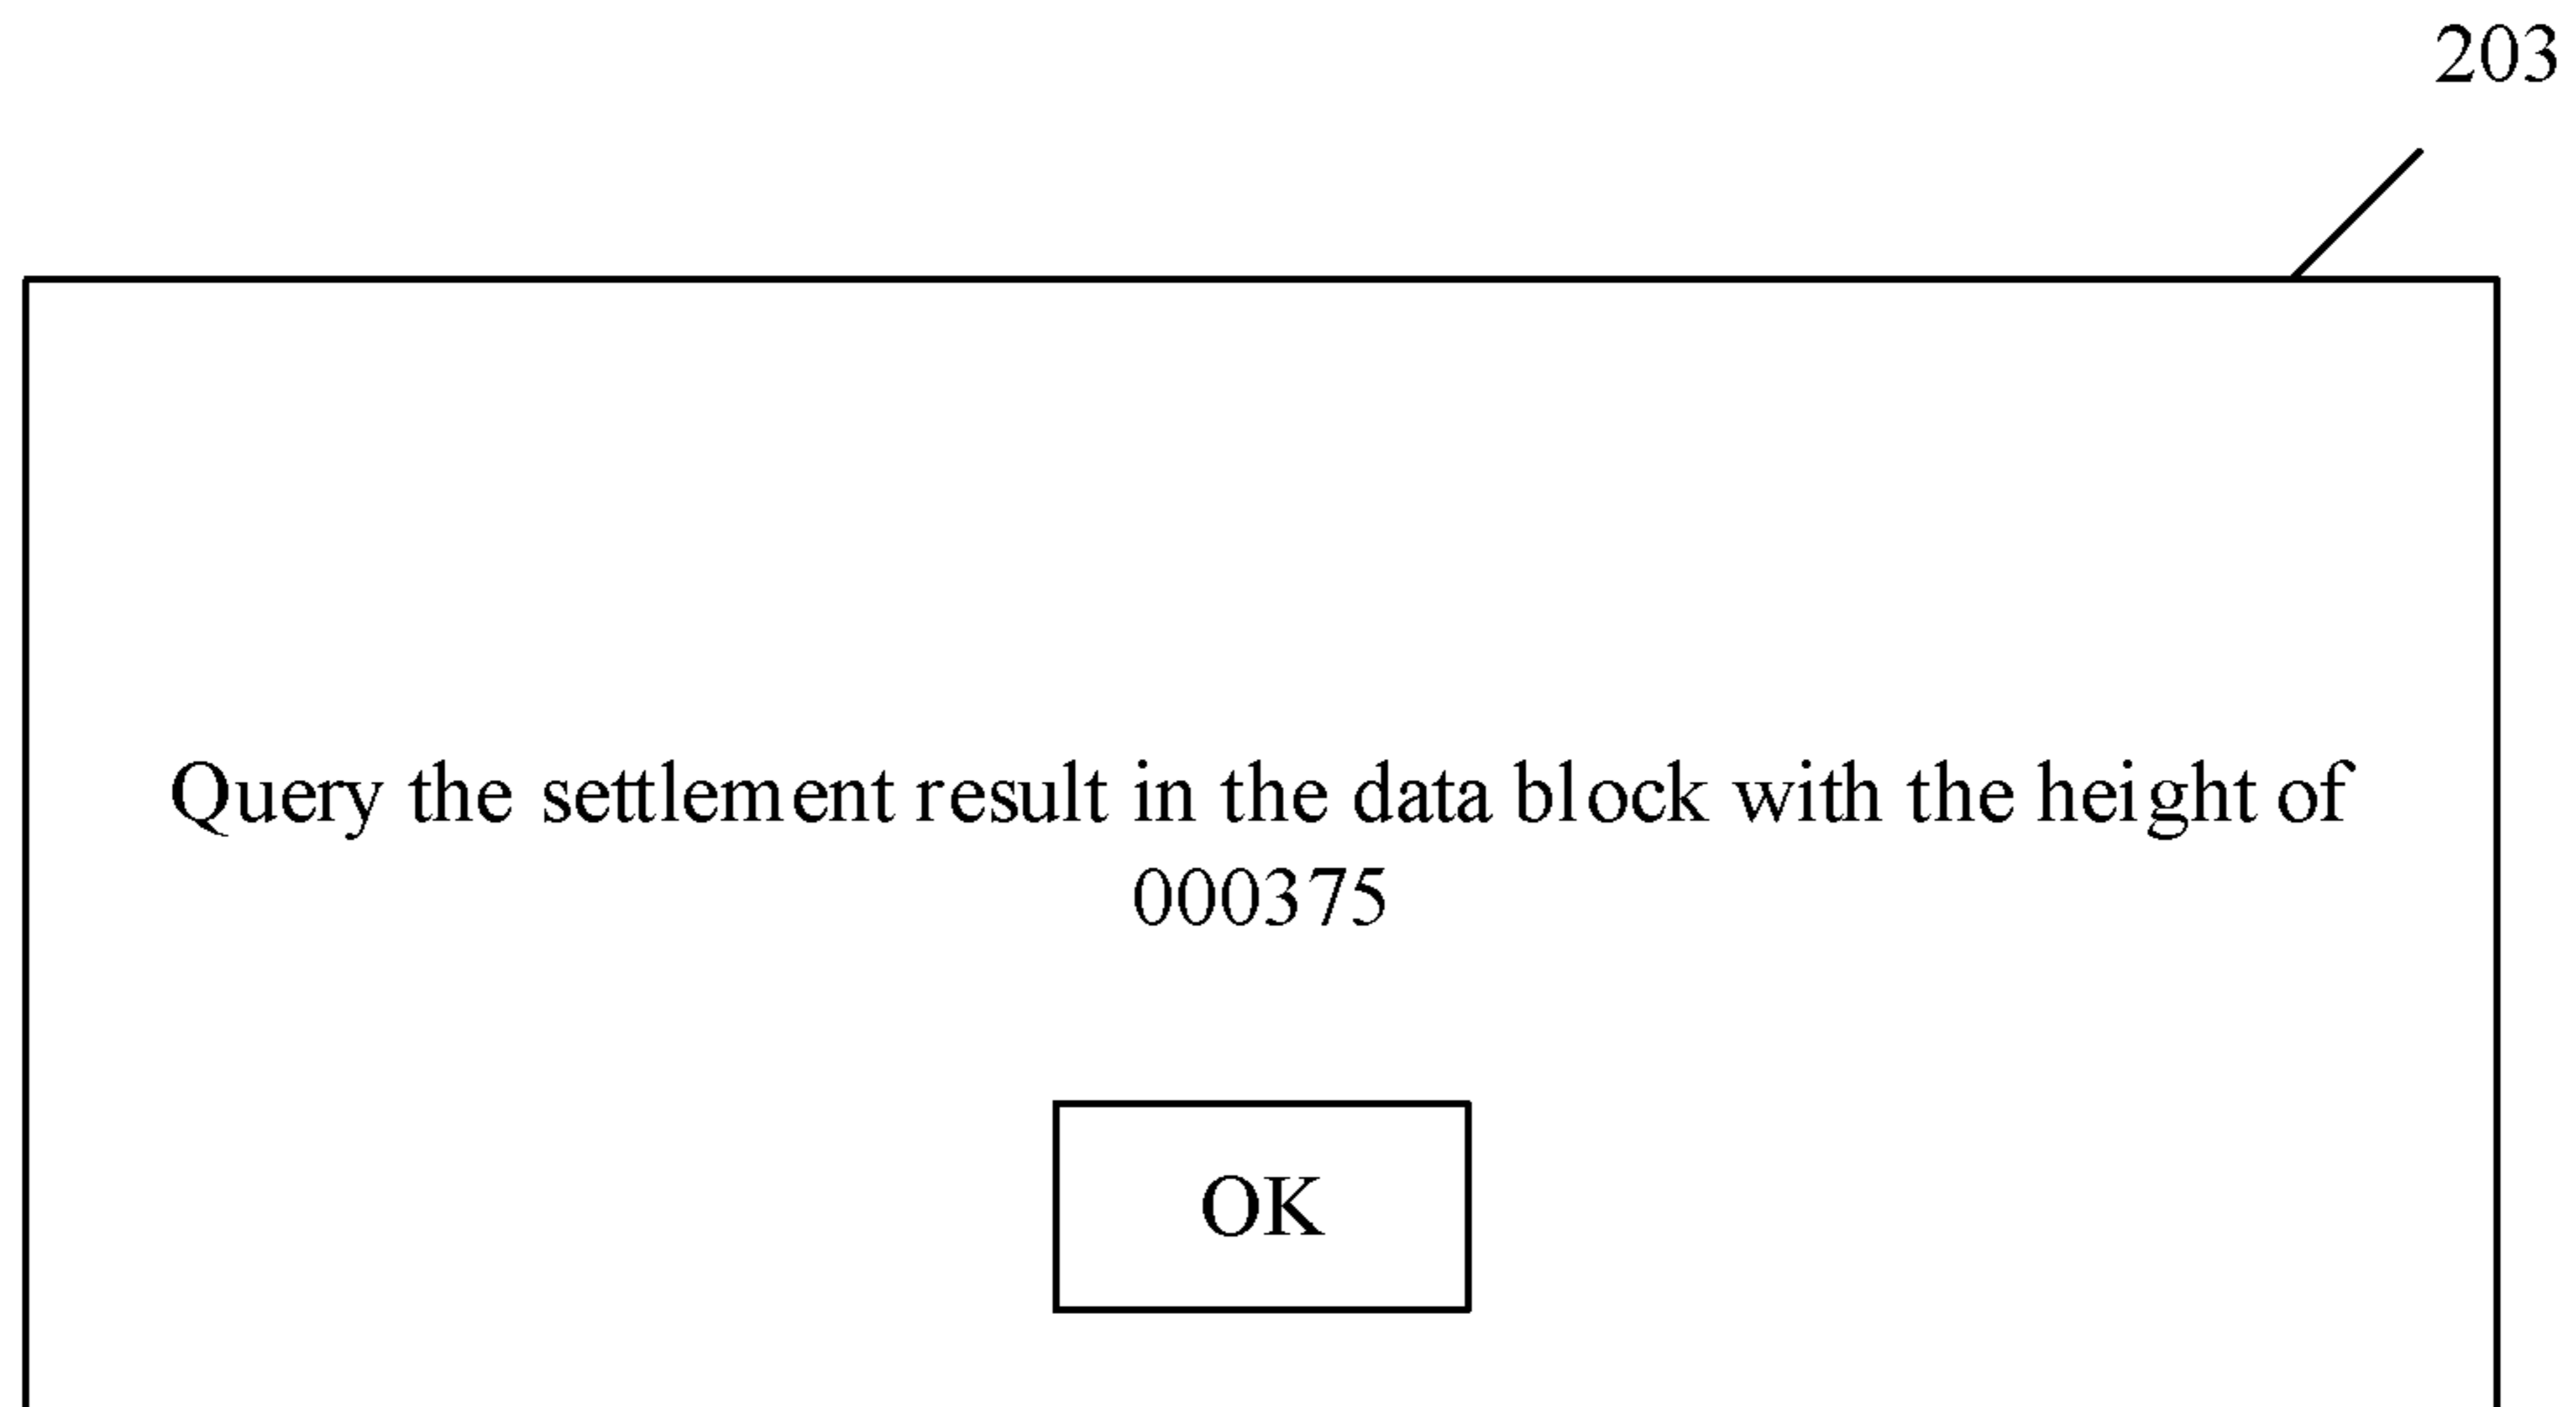 203
Query the settlement result in the data block with the height of
000375
OK